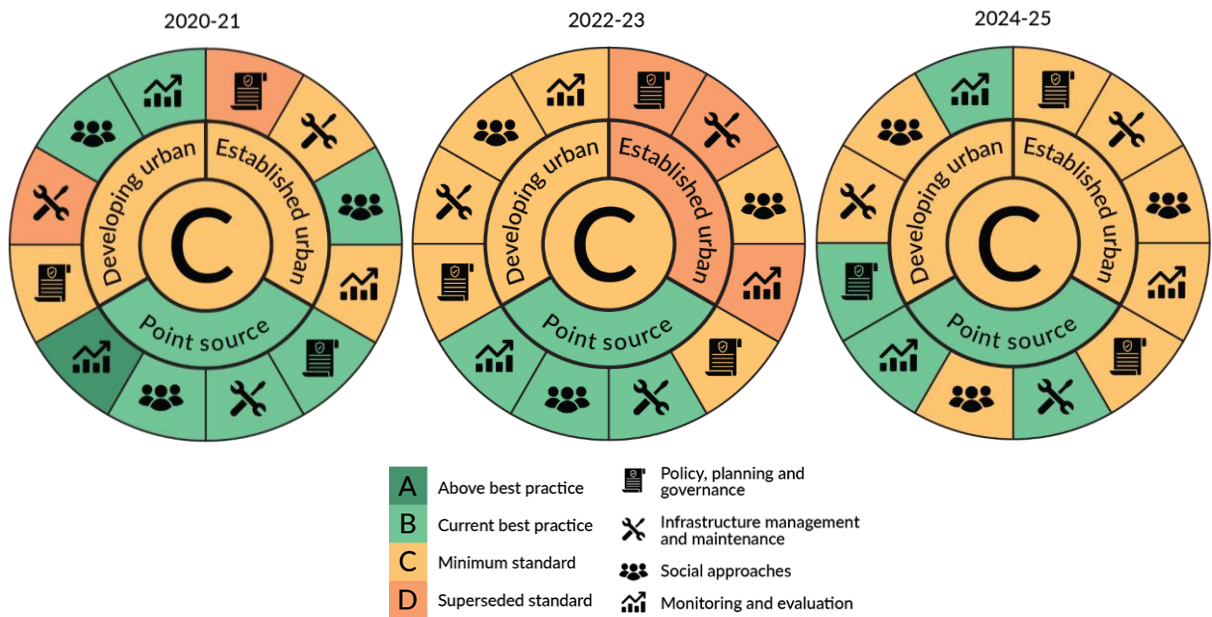 2020-21
2022-23
2024-25
Developing urban
Established urban
Point source
C
Developing urban
Established urban
Point source
C
Developing urban
Established urban
Point source
C
A Above best practice
B Current best practice
C Minimum standard
D Superseded standard
Policy, planning and
governance
Infrastructure management
and maintenance
Social approaches
Monitoring and evaluation